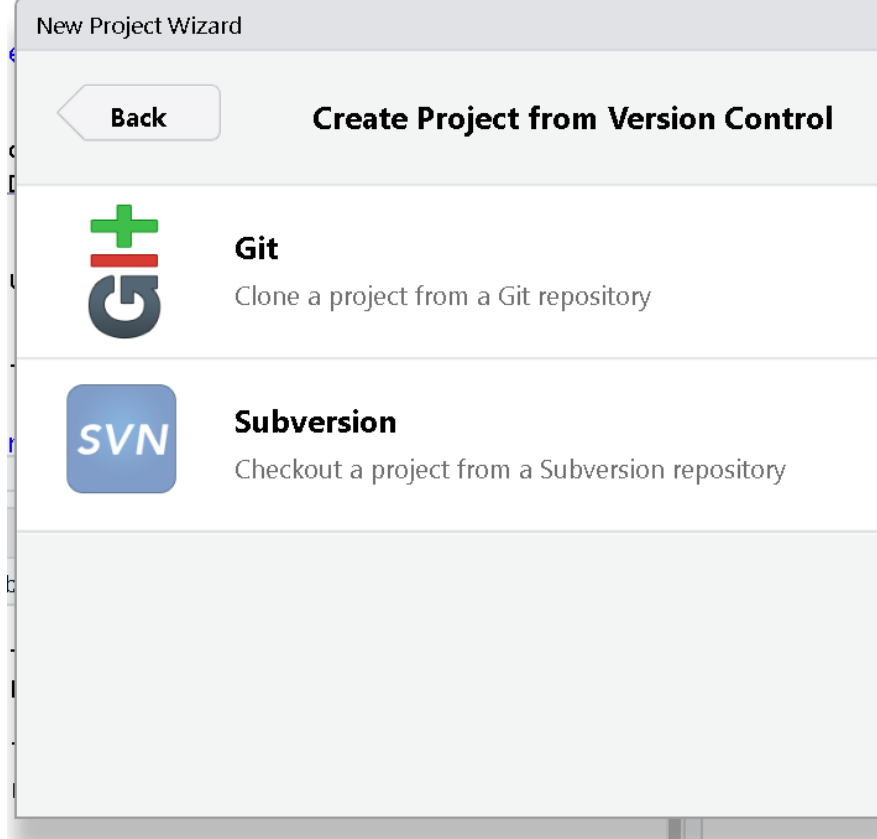 New Project Wizard
Back
Create Project from Version Control
Git
Git
Clone a project from a Git repository
SVN
Subversion
Checkout a project from a Subversion repository